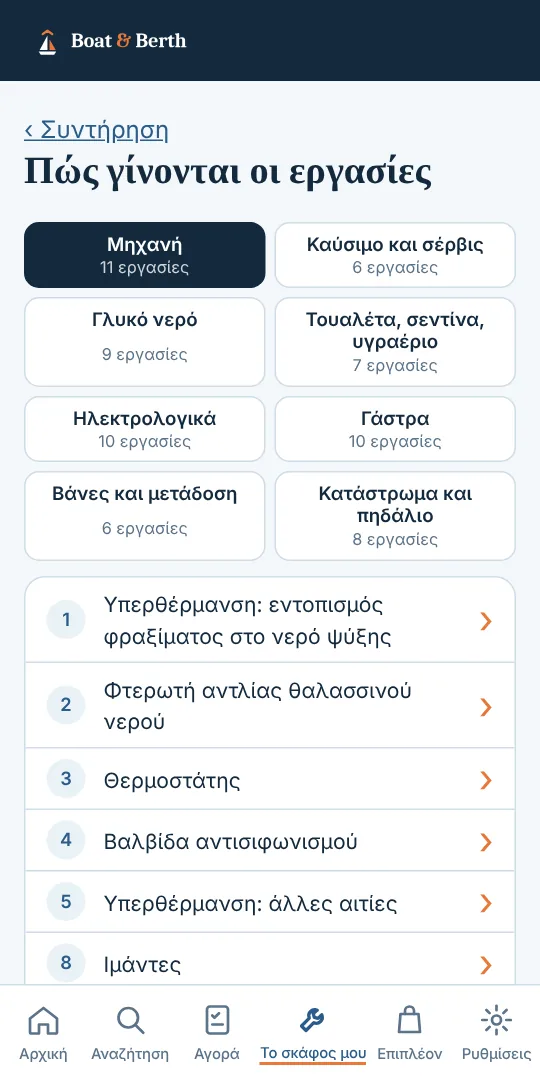 Boat & Berth
‹ Συντήρηση
Πώς γίνονται οι εργασίες
Μηχανή
11 εργασίες
Καύσιμο και σέρβις
6 εργασίες
Γλυκό νερό
9 εργασίες
Τουαλέτα, σεντίνα,
υγραέριο
7 εργασίες
Ηλεκτρολογικά
10 εργασίες
Γάστρα
10 εργασίες
Βάνες και μετάδοση
6 εργασίες
Κατάστρωμα και
πηδάλιο
8 εργασίες
1
Υπερθέρμανση: εντοπισμός
φραξίματος στο νερό ψύξης
2
Φτερωτή αντλίας θαλασσινού
νερού
3
Θερμοστάτης
4
Βαλβίδα αντισιφωνισμού
5
Υπερθέρμανση: άλλες αιτίες
8
Ιμάντες
Αρχική
Αναζήτηση
Αγορά
Το σκάφος μου
Επιπλέον
Ρυθμίσεις